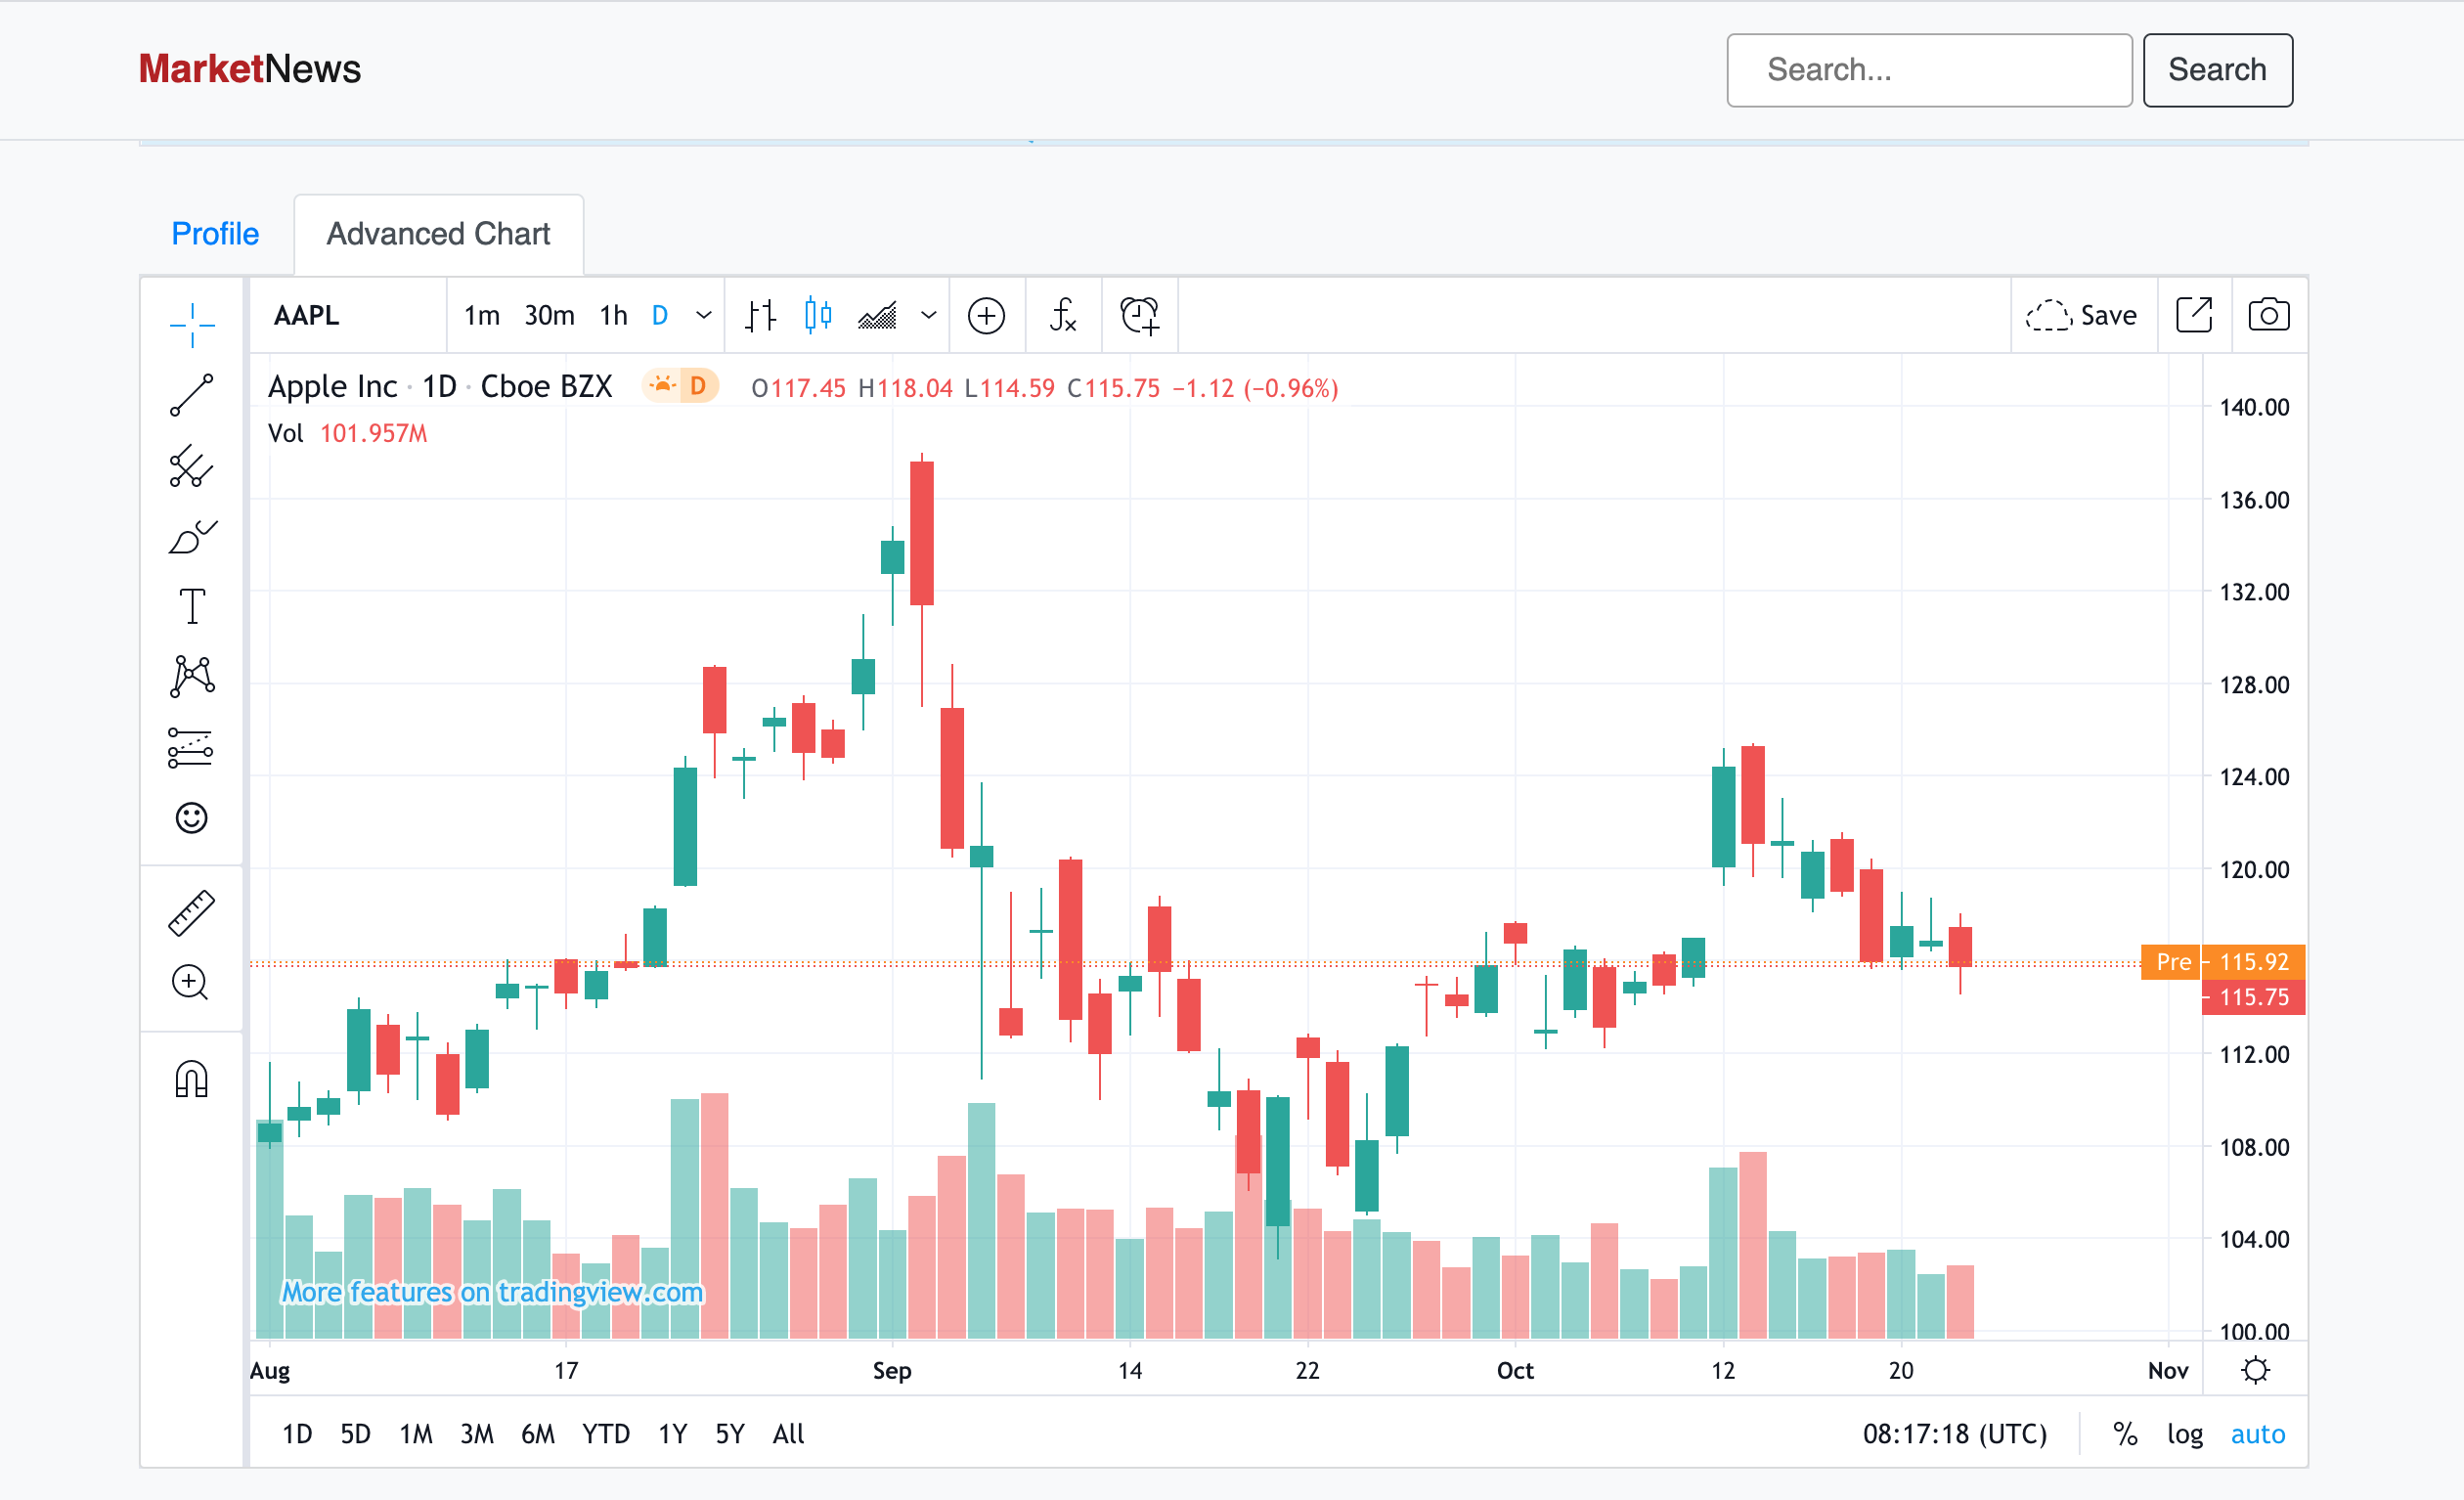 MarketNews
Search...
Search
Profile
Advanced Chart
AAPL
1m 30m 1h D
Save
Apple Inc · 1D · Cboe BZX D O117.45 H118.04 L114.59 C115.75 −1.12 (−0.96%)
Vol 101.957M
140.00
136.00
132.00
128.00
124.00
120.00
Pre 115.92
115.75
112.00
108.00
104.00
100.00
More features on tradingview.com
Aug 17 Sep 14 22 Oct 12 20 Nov
1D 5D 1M 3M 6M YTD 1Y 5Y All
08:17:18 (UTC) % log auto